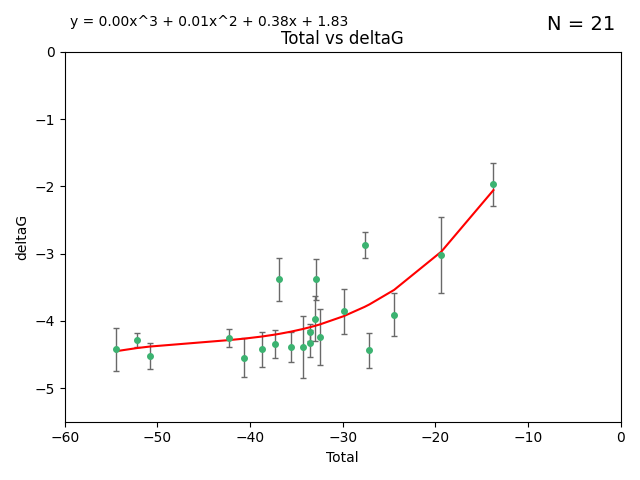 y = 0.00x^3 + 0.01x^2 + 0.38x + 1.83
N = 21
Total vs deltaG
0
−1
−2
−3
−4
−5
deltaG
−60 −50 −40 −30 −20 −10 0
Total